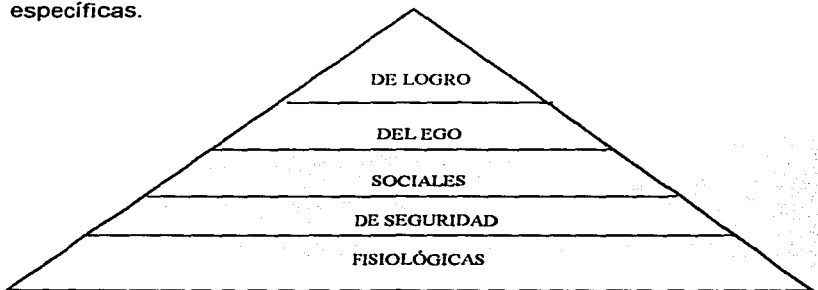 específicas.
DE LOGRO
DEL EGO
SOCIALES
DE SEGURIDAD
FISIOLÓGICAS